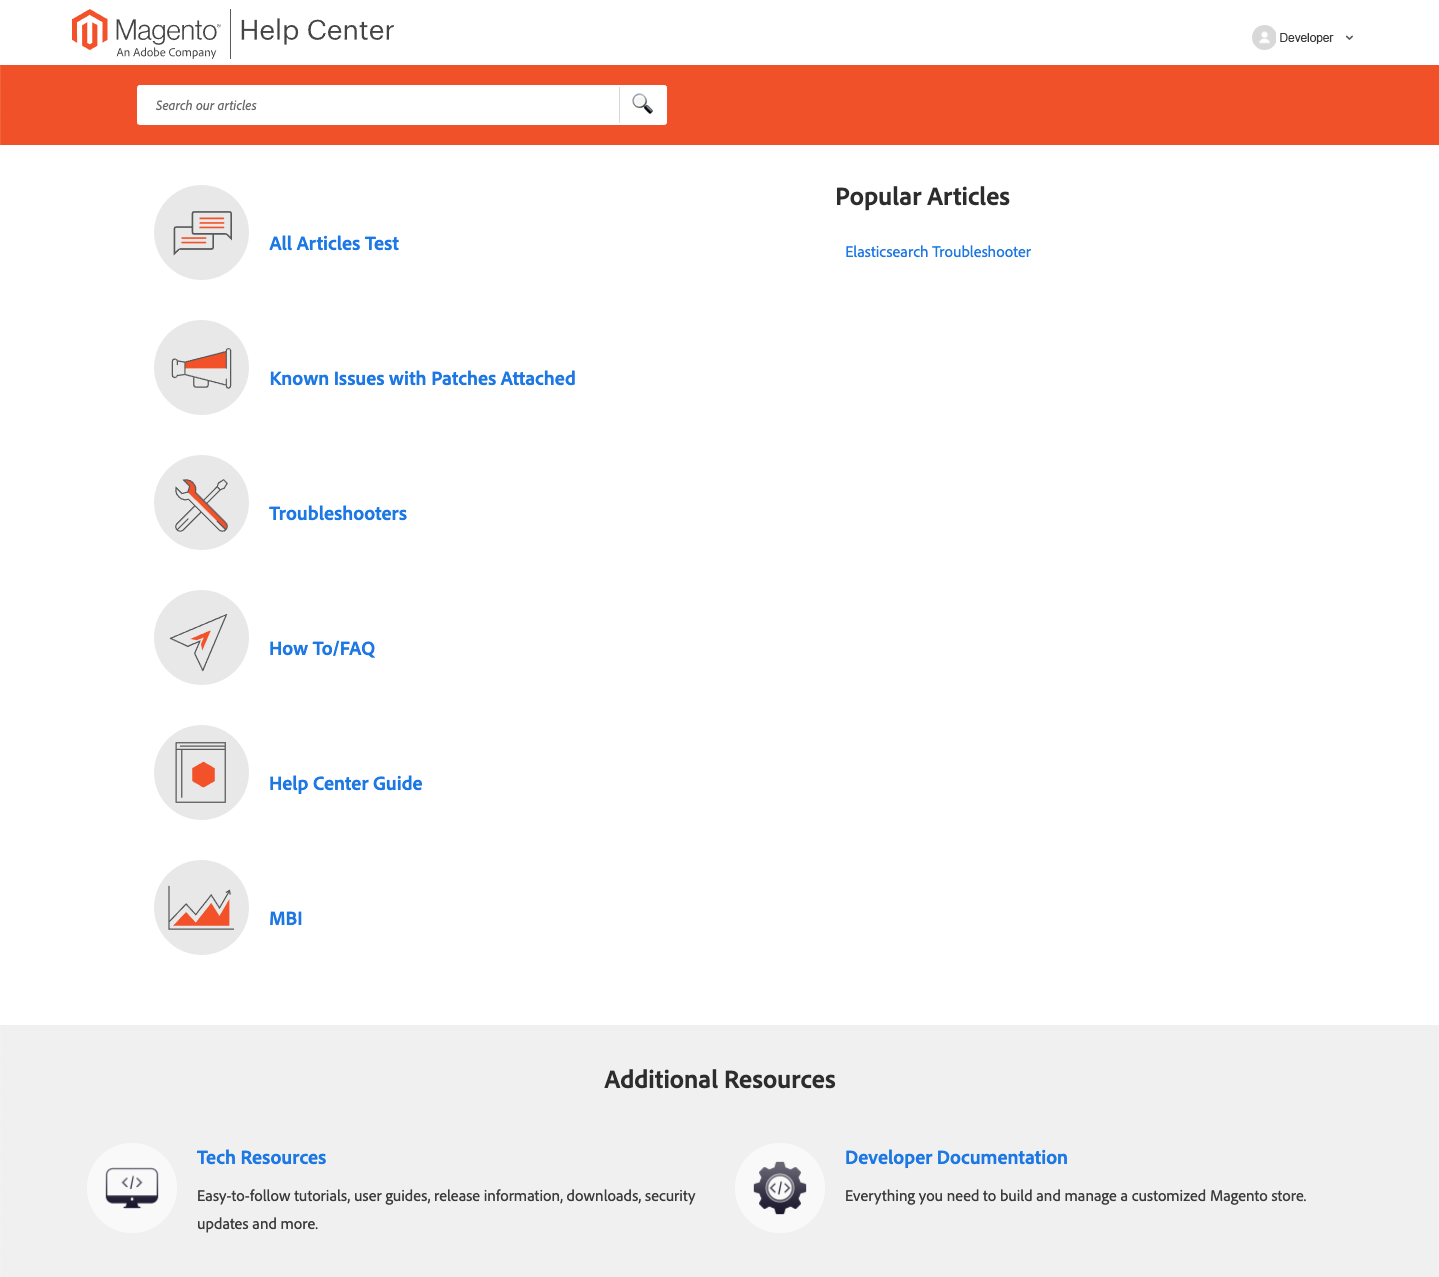 Magento
An Adobe Company
Help Center
Developer
Search our articles
All Articles Test
Known Issues with Patches Attached
Troubleshooters
How To/FAQ
Help Center Guide
MBI
Popular Articles
Elasticsearch Troubleshooter
Additional Resources
Tech Resources
Easy-to-follow tutorials, user guides, release information, downloads, security
updates and more.
Developer Documentation
Everything you need to build and manage a customized Magento store.